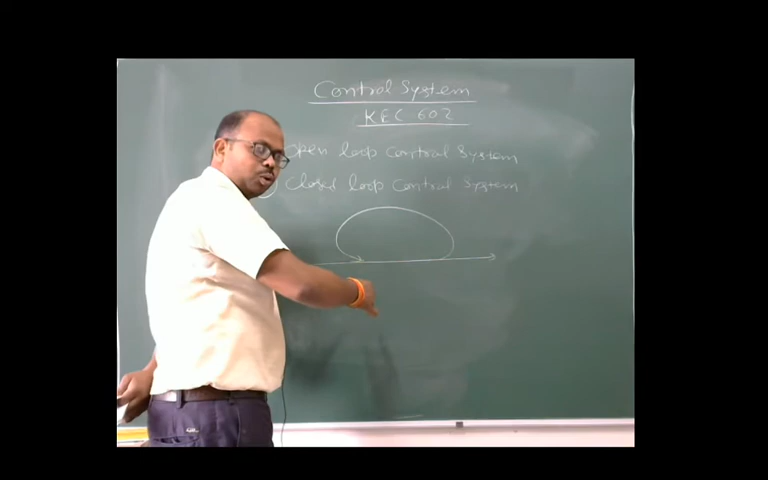 Control System
KEC 602
open loop control System
Closed loop control System